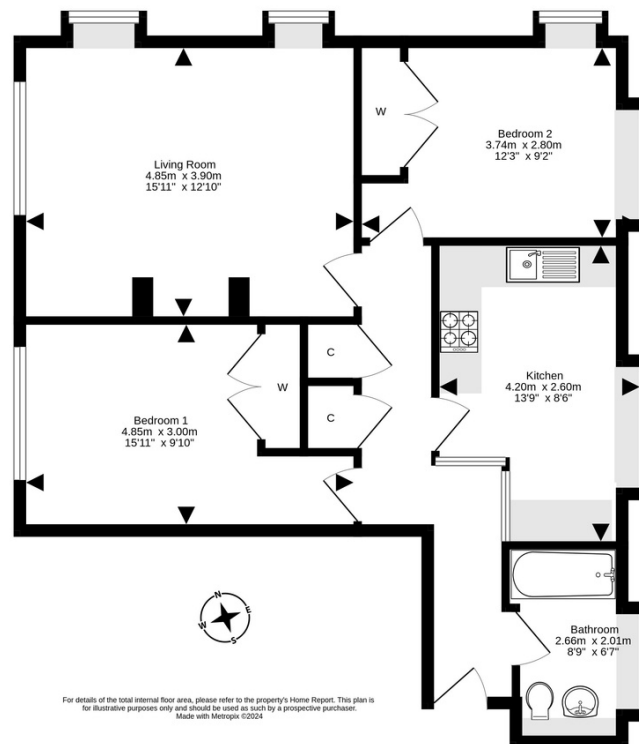 Living Room
4.85m x 3.90m
15'11" x 12'10"
W
Bedroom 2
3.74m x 2.80m
12'3" x 9'2"
Bedroom 1
4.85m x 3.00m
15'11" x 9'10"
W
C
C
Kitchen
4.20m x 2.60m
13'9" x 8'6"
Bathroom
2.66m x 2.01m
8'9" x 6'7"
N
E
W
S
For details of the total internal floor area, please refer to the property's Home Report. This plan is
for illustrative purposes only and should be used as such by a prospective purchaser.
Made with Metropix ©2024